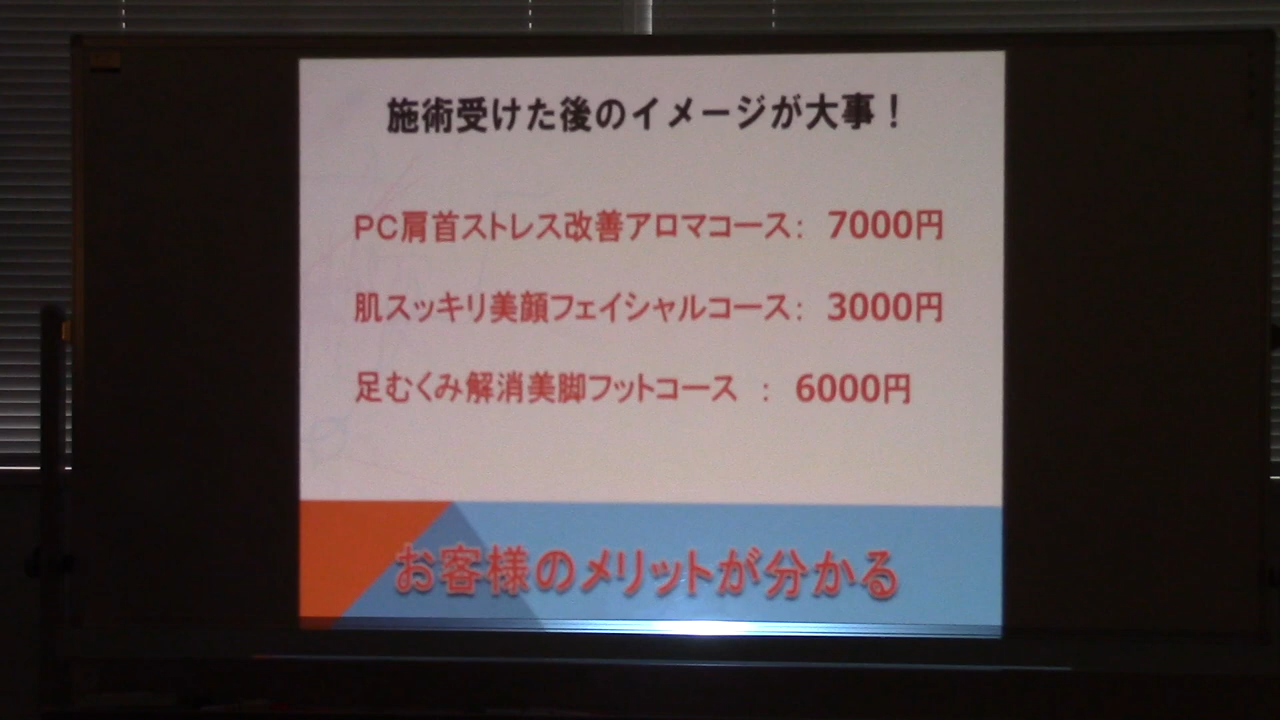 施術受けた後のイメージが大事！
PC肩首ストレス改善アロマコース： 7000円
肌スッキリ美顔フェイシャルコース： 3000円
足むくみ解消美脚フットコース ： 6000円
お客様のメリットが分かる